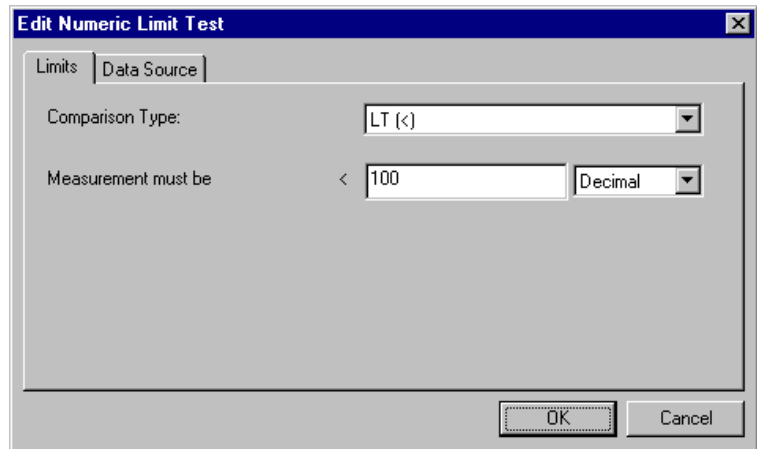 Edit Numeric Limit Test
Limits Data Source
Comparison Type: LT (<)
Measurement must be < 100 Decimal
OK Cancel